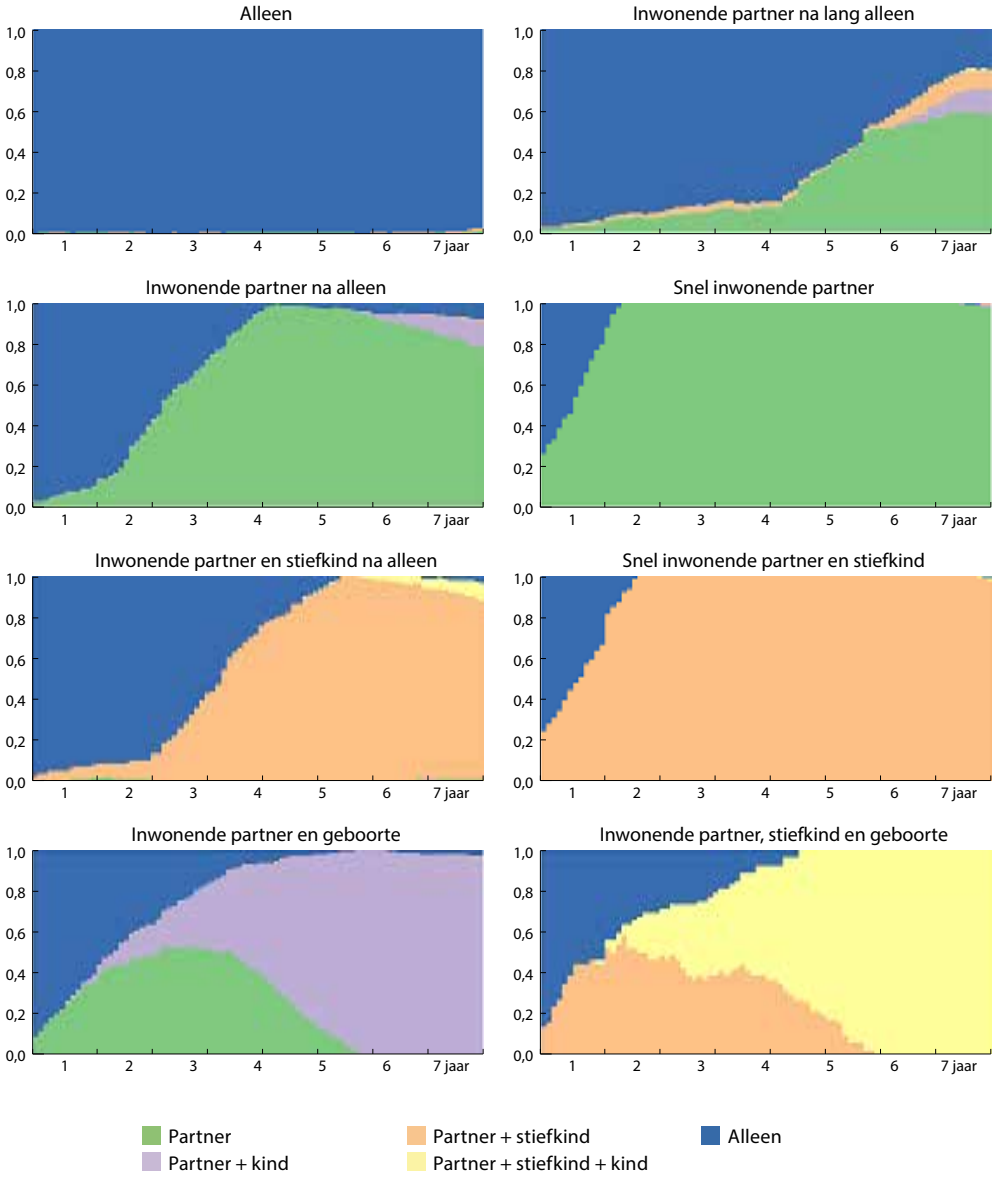 Alleen
1,0
0,8
0,6
0,4
0,2
0,0
1 2 3 4 5 6 7 jaar
Inwonende partner na lang alleen
1,0
0,8
0,6
0,4
0,2
0,0
1 2 3 4 5 6 7 jaar
Inwonende partner na alleen
1,0
0,8
0,6
0,4
0,2
0,0
1 2 3 4 5 6 7 jaar
Snel inwonende partner
1,0
0,8
0,6
0,4
0,2
0,0
1 2 3 4 5 6 7 jaar
Inwonende partner en stiefkind na alleen
1,0
0,8
0,6
0,4
0,2
0,0
1 2 3 4 5 6 7 jaar
Snel inwonende partner en stiefkind
1,0
0,8
0,6
0,4
0,2
0,0
1 2 3 4 5 6 7 jaar
Inwonende partner en geboorte
1,0
0,8
0,6
0,4
0,2
0,0
1 2 3 4 5 6 7 jaar
Inwonende partner, stiefkind en geboorte
1,0
0,8
0,6
0,4
0,2
0,0
1 2 3 4 5 6 7 jaar
Partner
Partner + stiefkind
Alleen
Partner + kind
Partner + stiefkind + kind